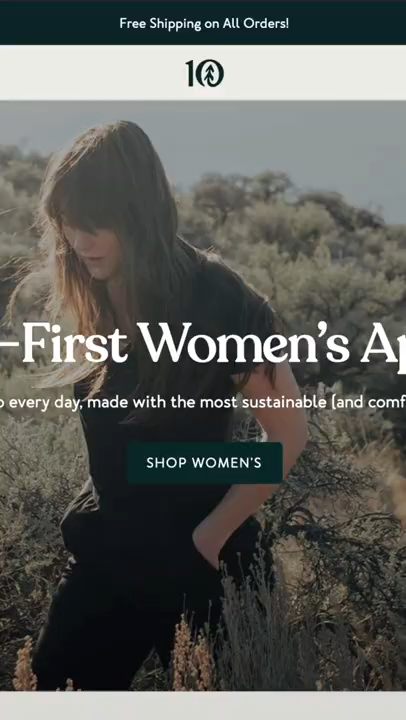 Free Shipping on All Orders!
10
–First Women's Ap
o every day, made with the most sustainable (and comf
SHOP WOMEN'S